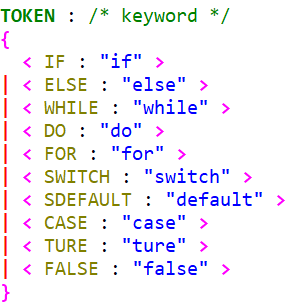 TOKEN : /* keyword */
{
  < IF : "if" >
| < ELSE : "else" >
| < WHILE : "while" >
| < DO : "do" >
| < FOR : "for" >
| < SWITCH : "switch" >
| < SDEFAULT : "default" >
| < CASE : "case" >
| < TURE : "ture" >
| < FALSE : "false" >
}